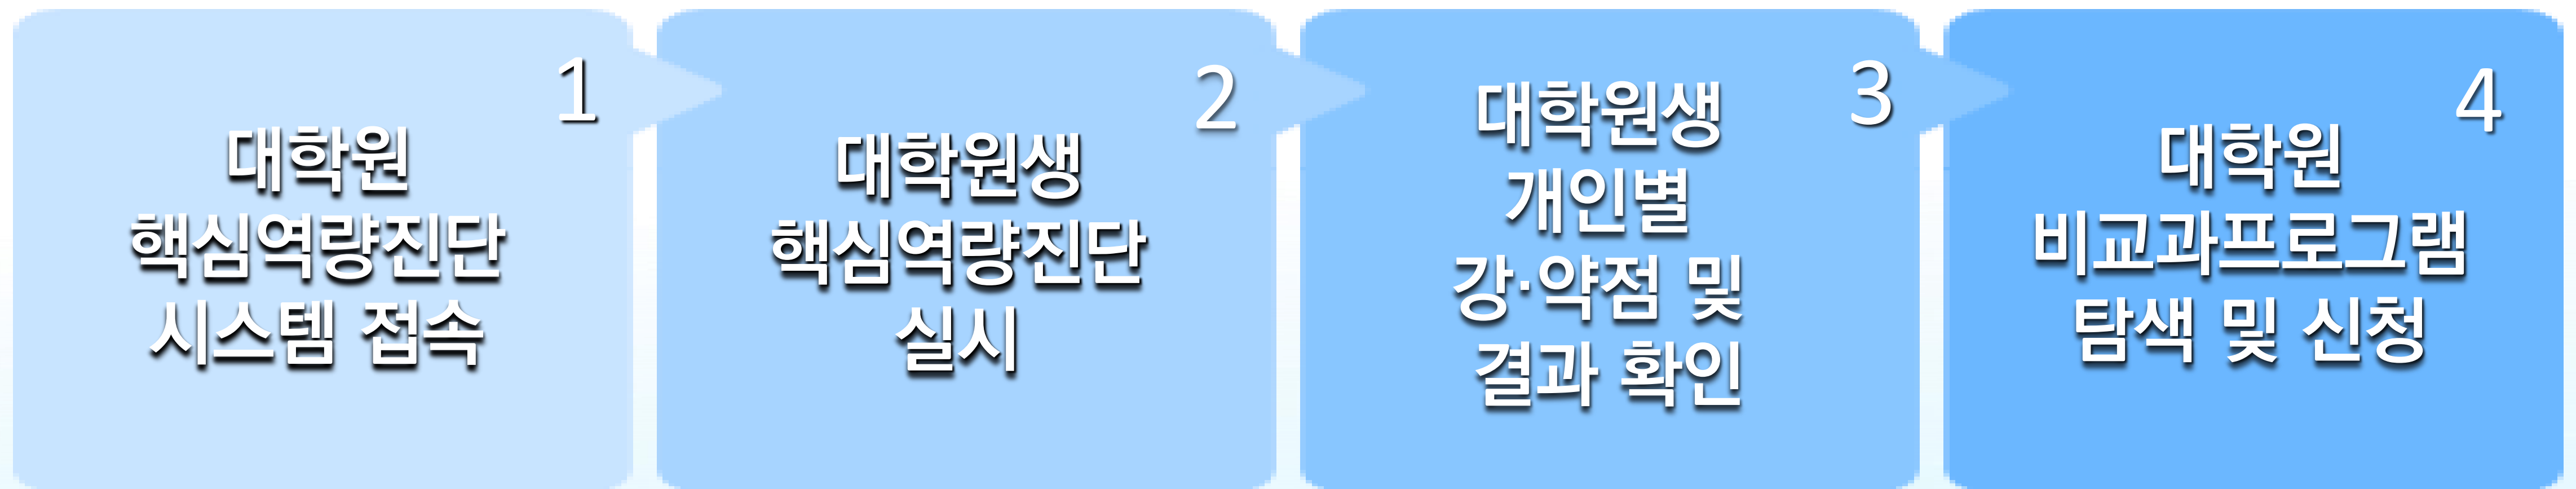 1
대학원
핵심역량진단
시스템 접속
2
대학원생
핵심역량진단
실시
3
대학원생
개인별
강·약점 및
결과 확인
4
대학원
비교과프로그램
탐색 및 신청